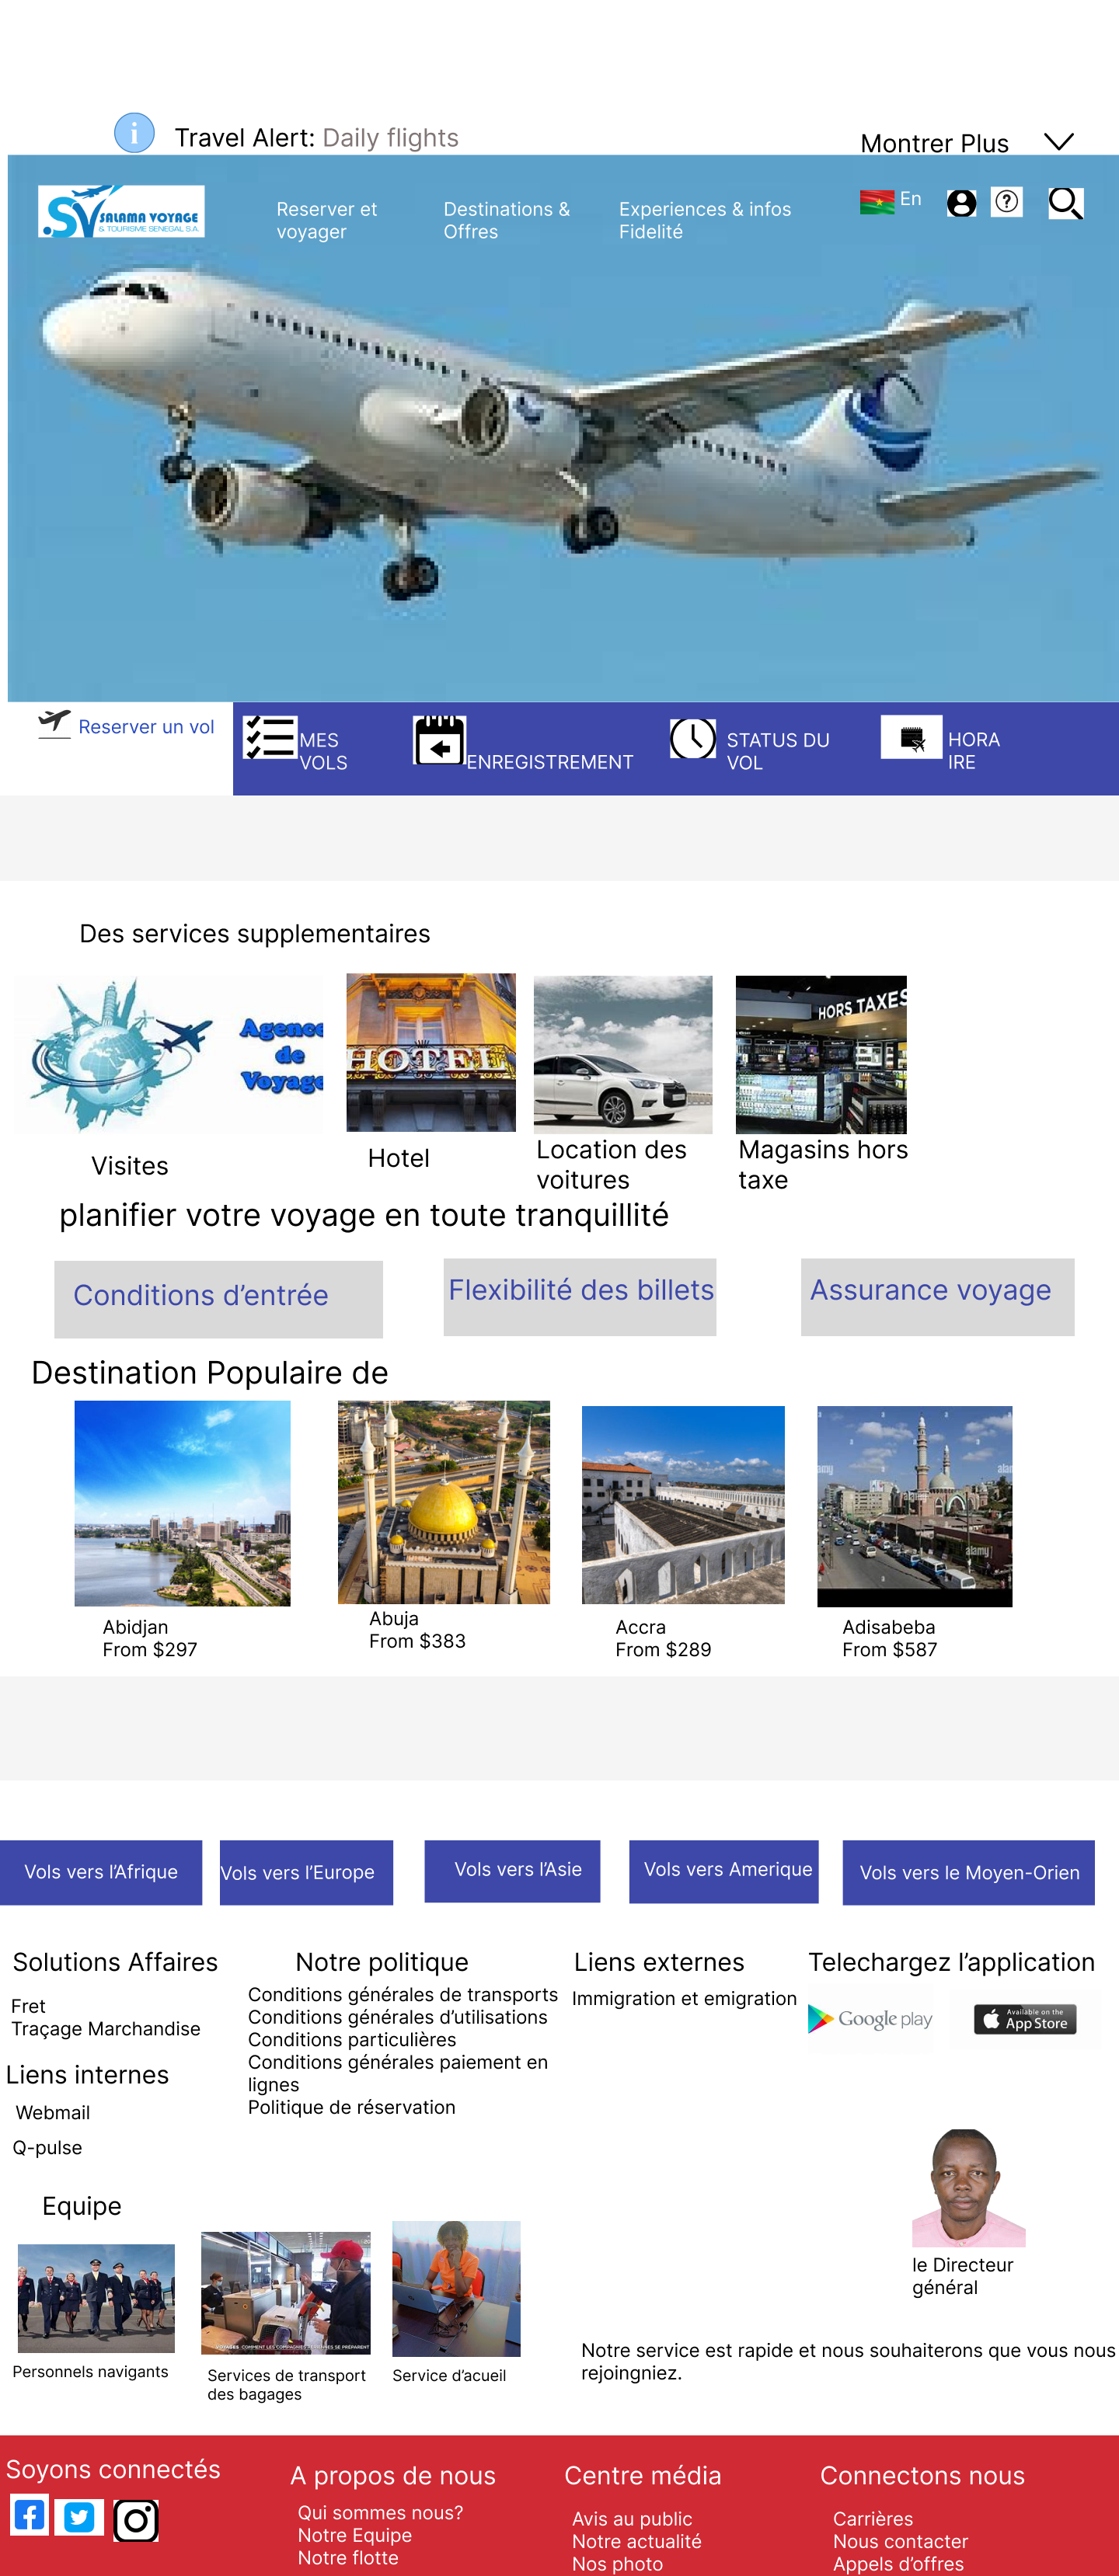 Travel Alert: Daily flights
Montrer Plus
SV SALAMA VOYAGE
& TOURISME SENEGAL S.A.
Reserver et
voyager
Destinations &
Offres
Experiences & infos
Fidelité
En
Reserver un vol
MES
VOLS
ENREGISTREMENT
STATUS DU
VOL
HORA
IRE
Des services supplementaires
Agence
de
Voyage
HOTEL
HORS TAXES
Visites
Hotel
Location des
voitures
Magasins hors
taxe
planifier votre voyage en toute tranquillité
Conditions d’entrée
Flexibilité des billets
Assurance voyage
Destination Populaire de
alamy
alamy
Abidjan
From $297
Abuja
From $383
Accra
From $289
Adisabeba
From $587
Vols vers l’Afrique
Vols vers l’Europe
Vols vers l’Asie
Vols vers Amerique
Vols vers le Moyen-Orien
Solutions Affaires
Fret
Traçage Marchandise
Liens internes
Webmail
Q-pulse
Notre politique
Conditions générales de transports
Conditions générales d’utilisations
Conditions particulières
Conditions générales paiement en
lignes
Politique de réservation
Liens externes
Immigration et emigration
Telechargez l’application
Google play
Available on the
App Store
Equipe
Personnels navigants
Services de transport
des bagages
Service d’acueil
le Directeur
général
Notre service est rapide et nous souhaiterons que vous nous
rejoingniez.
Soyons connectés
A propos de nous
Qui sommes nous?
Notre Equipe
Notre flotte
Centre média
Avis au public
Notre actualité
Nos photo
Connectons nous
Carrières
Nous contacter
Appels d’offres